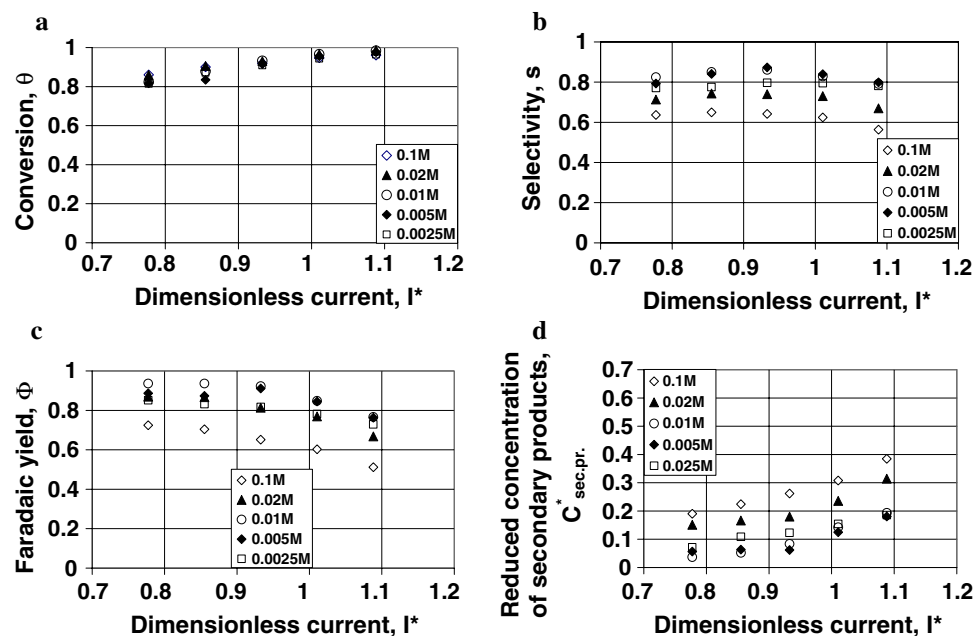 a
1
0.8
0.6
0.4
0.2
0
0.7 0.8 0.9 1 1.1 1.2
Conversion, θ
Dimensionless current, I*
0.1M
0.02M
0.01M
0.005M
0.0025M
b
1
0.8
0.6
0.4
0.2
0
0.7 0.8 0.9 1 1.1 1.2
Selectivity, s
Dimensionless current, I*
0.1M
0.02M
0.01M
0.005M
0.0025M
c
1
0.8
0.6
0.4
0.2
0
0.7 0.8 0.9 1 1.1 1.2
Faradaic yield, Φ
Dimensionless current, I*
0.1M
0.02M
0.01M
0.005M
0.0025M
d
0.7
0.6
0.5
0.4
0.3
0.2
0.1
0
0.7 0.8 0.9 1 1.1
Reduced concentration
of secondary products,
C*sec.pr.
Dimensionless current, I*
0.1M
0.02M
0.01M
0.005M
0.025M